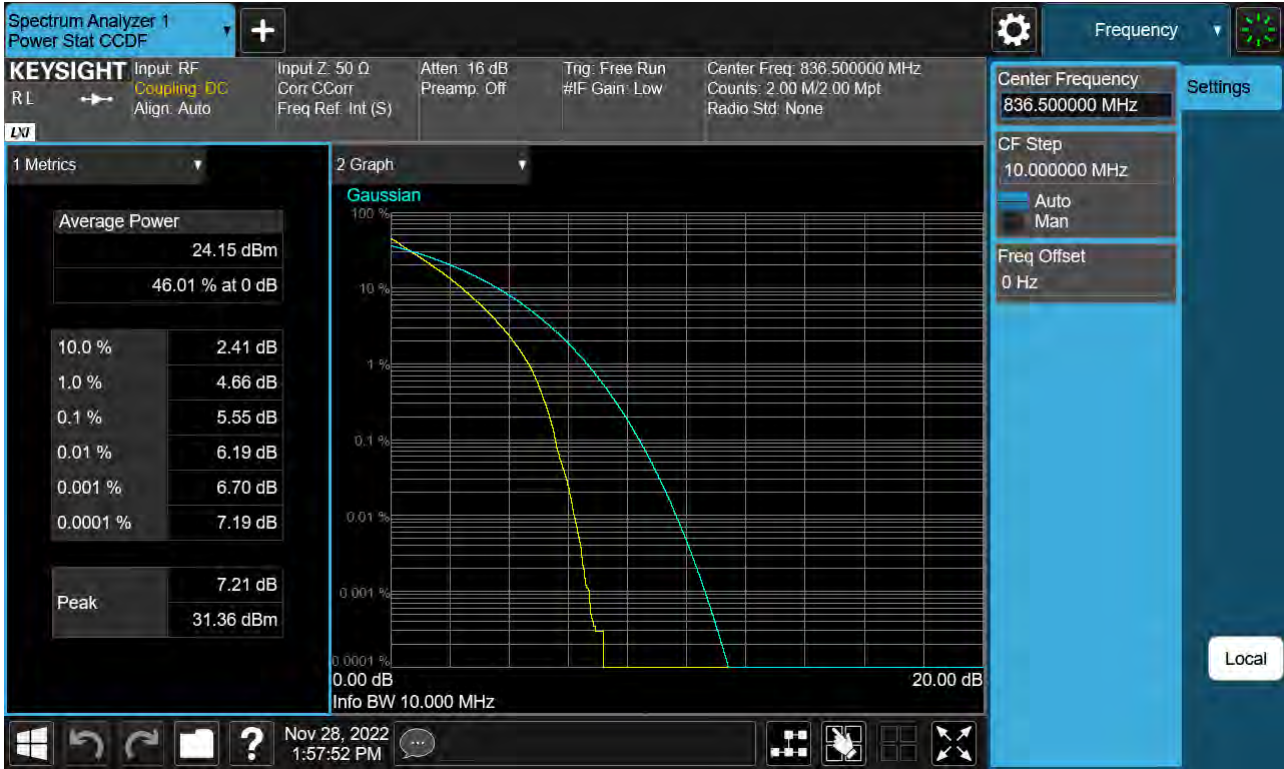 Spectrum Analyzer 1
Power Stat CCDF
Frequency
KEYSIGHT
R L
LXI
Input: RF
Coupling: DC
Align: Auto
Input Z: 50 Ω
Corr CCorr
Freq Ref: Int (S)
Atten: 16 dB
Preamp: Off
Trig: Free Run
#IF Gain: Low
Center Freq: 836.500000 MHz
Counts: 2.00 M/2.00 Mpt
Radio Std: None
Center Frequency
836.500000 MHz
Settings
CF Step
10.000000 MHz
Auto
Man
Freq Offset
0 Hz
1 Metrics
Average Power
24.15 dBm
46.01 % at 0 dB
10.0 % 2.41 dB
1.0 % 4.66 dB
0.1 % 5.55 dB
0.01 % 6.19 dB
0.001 % 6.70 dB
0.0001 % 7.19 dB
Peak
7.21 dB
31.36 dBm
2 Graph
Gaussian
100 %
10 %
1 %
0.1 %
0.01 %
0.001 %
0.0001 %
0.00 dB 20.00 dB
Info BW 10.000 MHz
Local
?
Nov 28, 2022
1:57:52 PM